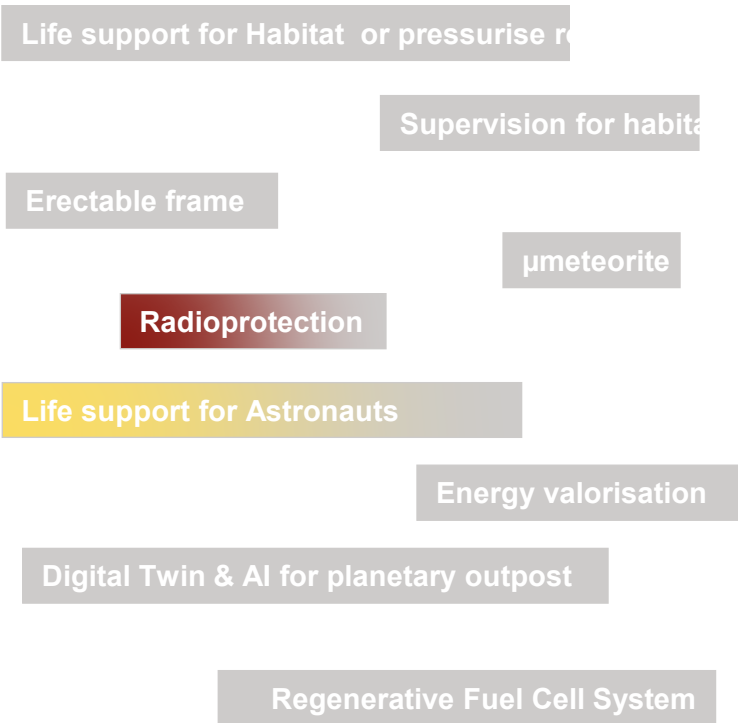 Life support for Habitat or pressurise
Supervision for
Erectable frame
µmeteorite
Radioprotection
Life support for Astronauts
Energy valorisation
Digital Twin & AI for planetary outpost
Regenerative Fuel Cell System